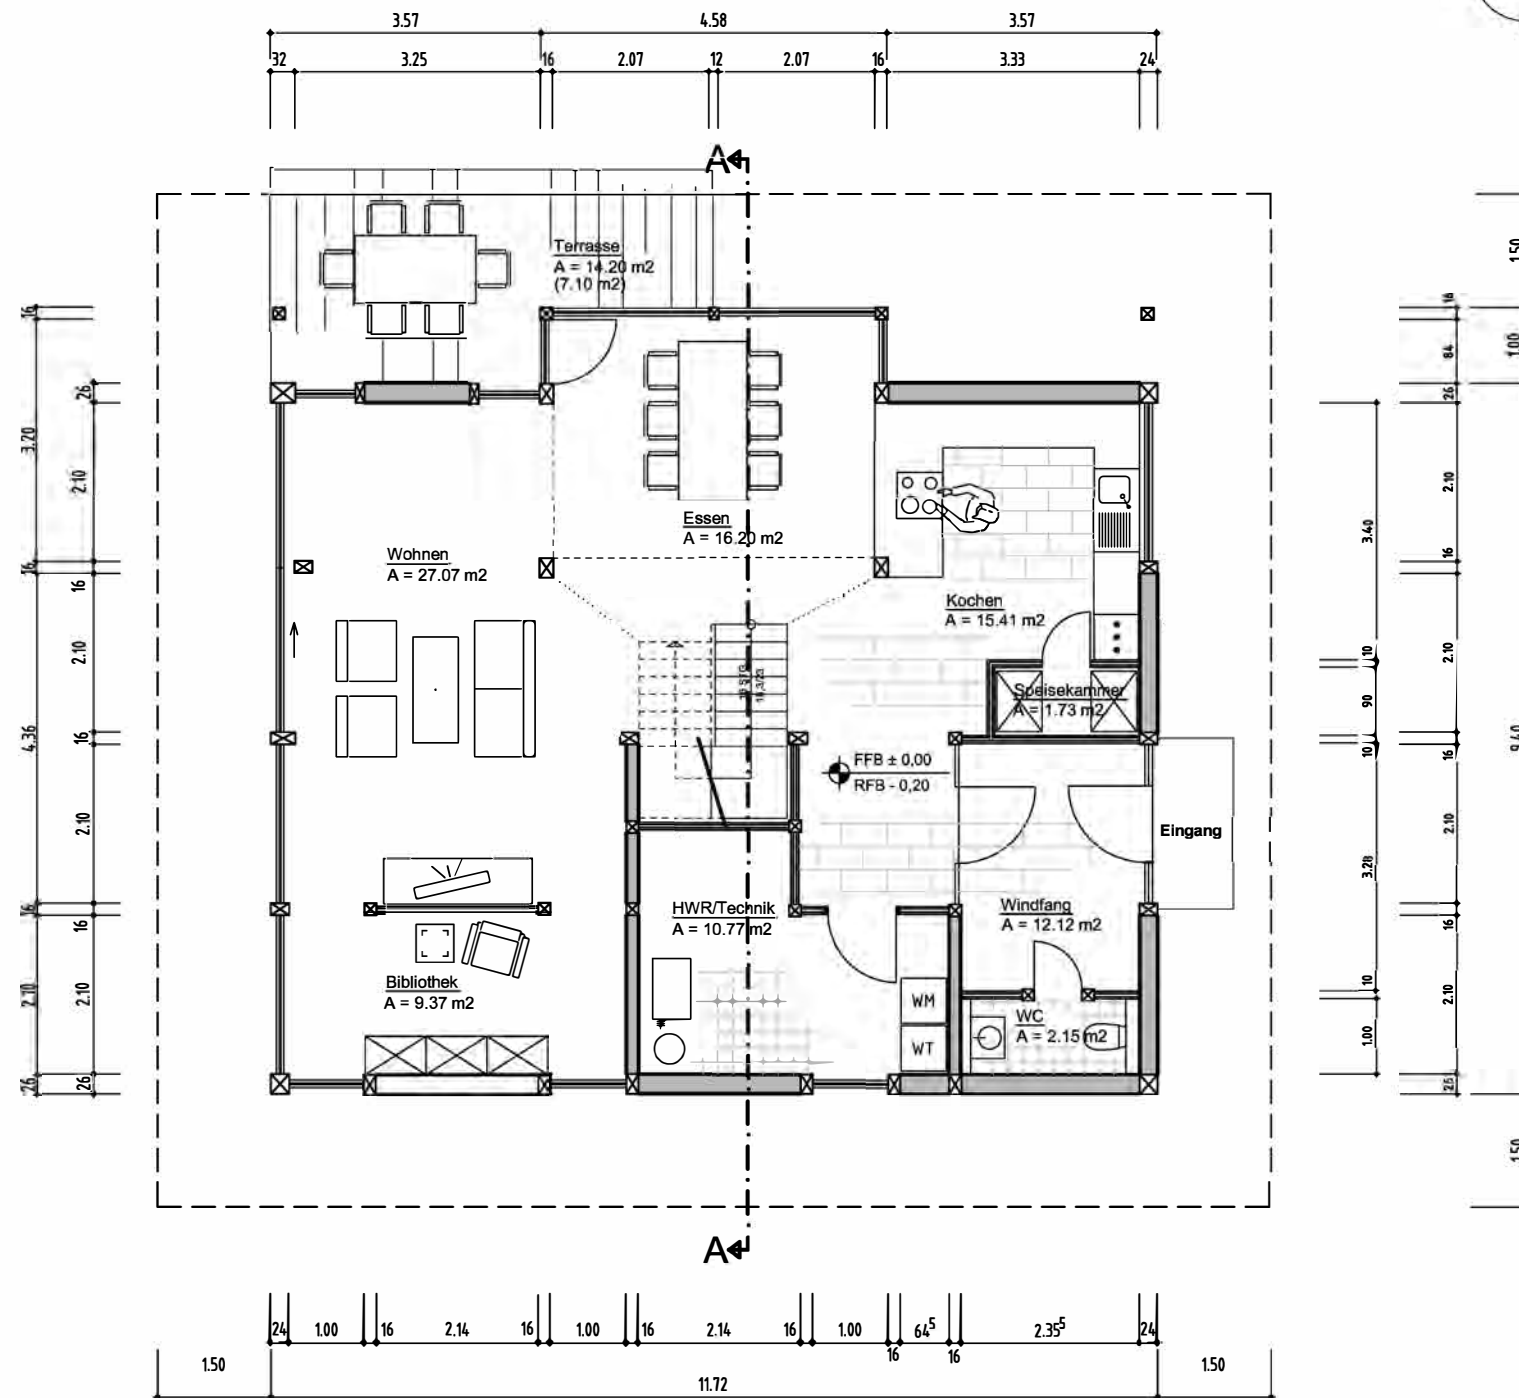 3.57 4.58 3.57
32 3.25 16 2.07 12 2.07 16 3.33 24
A
Terrasse
A = 14.20 m2
(7.10 m2)
Essen
A = 16.20 m2
Wohnen
A = 27.07 m2
Kochen
A = 15.41 m2
Speisekammer
A = 1.73 m2
FFB ± 0,00
RFB - 0,20
Eingang
HWR/Technik
A = 10.77 m2
Windfang
A = 12.12 m2
Bibliothek
A = 9.37 m2
WM
WT
WC
A = 2.15 m2
A
16
3.20
16
4.36
16
2.10
26
26
2.10
16
2.10
16
2.10
16
2.10
26
3.40
10
90
10
3.28
10
1.00
16
84
26
2.10
16
2.10
16
2.10
16
2.10
1.50
1.00
9.40
1.50
24 1.00 16 2.14 16 1.00 16 2.14 16 1.00 16 64⁵ 16 2.35⁵ 24
1.50 11.72 1.50